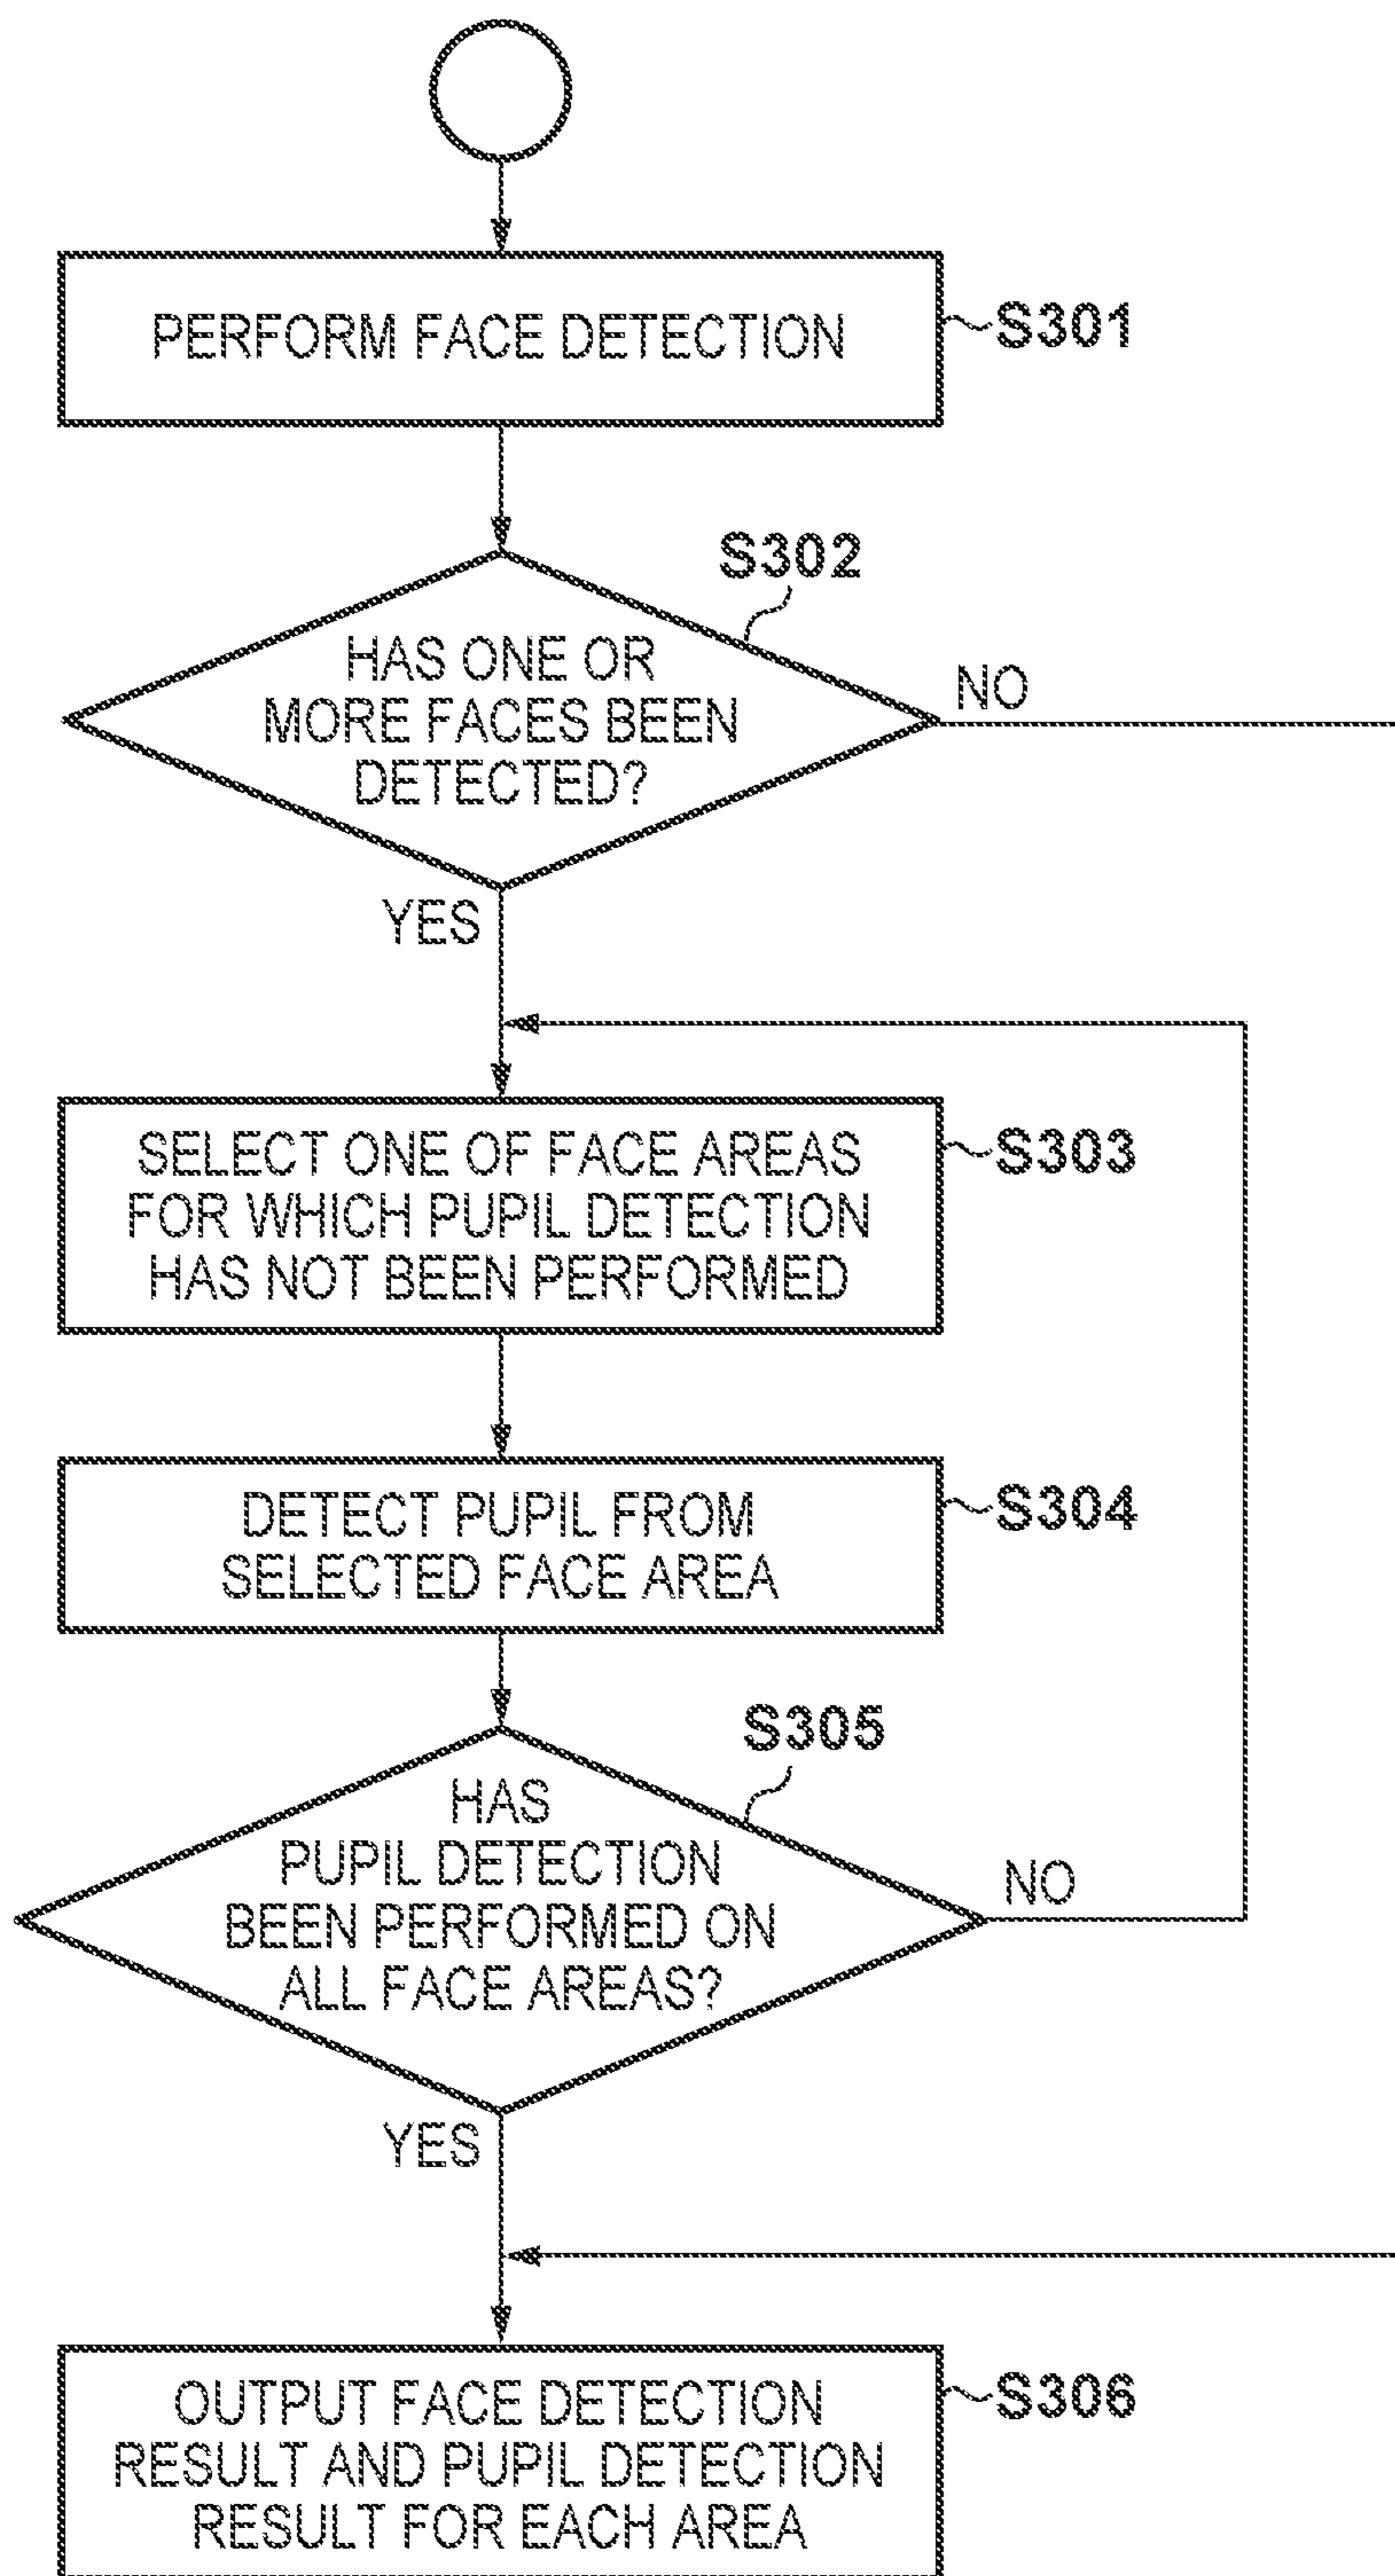 PERFORM FACE DETECTION
S301
S302
HAS ONE OR
MORE FACES BEEN
DETECTED?
NO
YES
SELECT ONE OF FACE AREAS
FOR WHICH PUPIL DETECTION
HAS NOT BEEN PERFORMED
S303
DETECT PUPIL FROM
SELECTED FACE AREA
S304
S305
HAS
PUPIL DETECTION
BEEN PERFORMED ON
ALL FACE AREAS?
NO
YES
OUTPUT FACE DETECTION
RESULT AND PUPIL DETECTION
RESULT FOR EACH AREA
S306